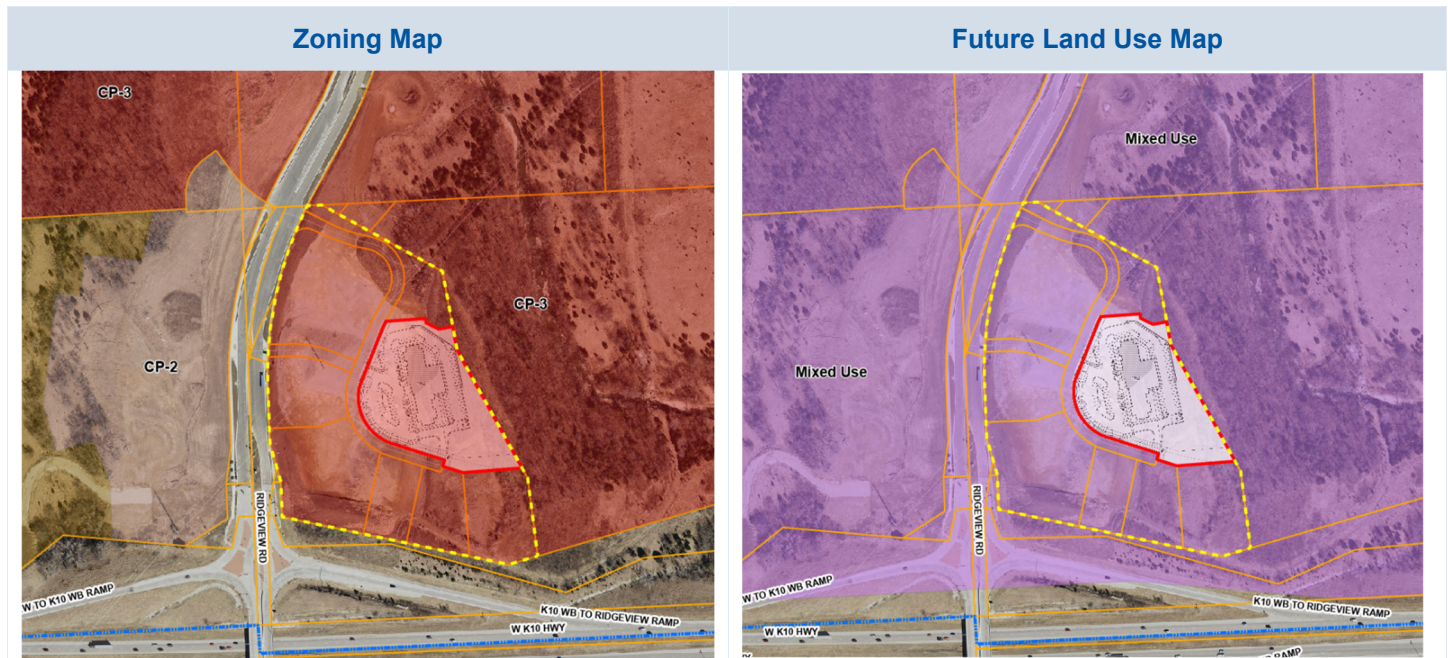 Zoning Map
Future Land Use Map
CP-3
CP-3
CP-2
RIDGEVIEW RD
W TO K10 WB RAMP
K10 WB TO RIDGEVIEW RAMP
W K10 HWY
Mixed Use
Mixed Use
RIDGEVIEW RD
W TO K10 WB RAMP
K10 WB TO RIDGEVIEW RAMP
W K10 HWY
RAMP